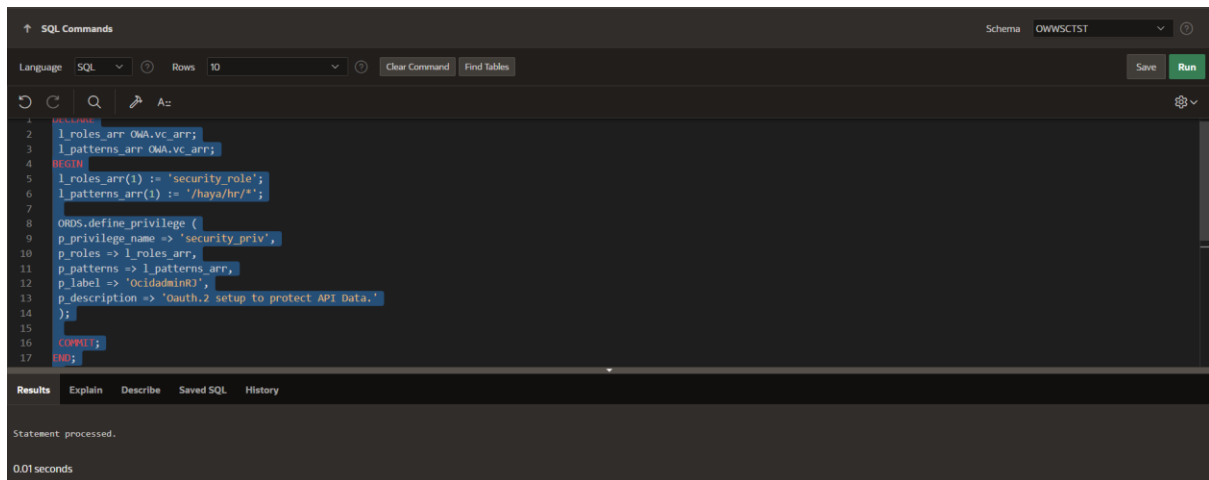 ↑ SQL Commands Schema OWWSCTST
Language SQL Rows 10 Clear Command Find Tables Save Run
A::
1 DECLARE
2 l_roles_arr OWA.vc_arr;
3 l_patterns_arr OWA.vc_arr;
4 BEGIN
5 l_roles_arr(1) := 'security_role';
6 l_patterns_arr(1) := '/haya/hr/*';
7
8 ORDS.define_privilege (
9 p_privilege_name => 'security_priv',
10 p_roles => l_roles_arr,
11 p_patterns => l_patterns_arr,
12 p_label => 'OcidadminRJ',
13 p_description => 'Oauth.2 setup to protect API Data.'
14 );
15
16 COMMIT;
17 END;
Results Explain Describe Saved SQL History
Statement processed.
0.01 seconds